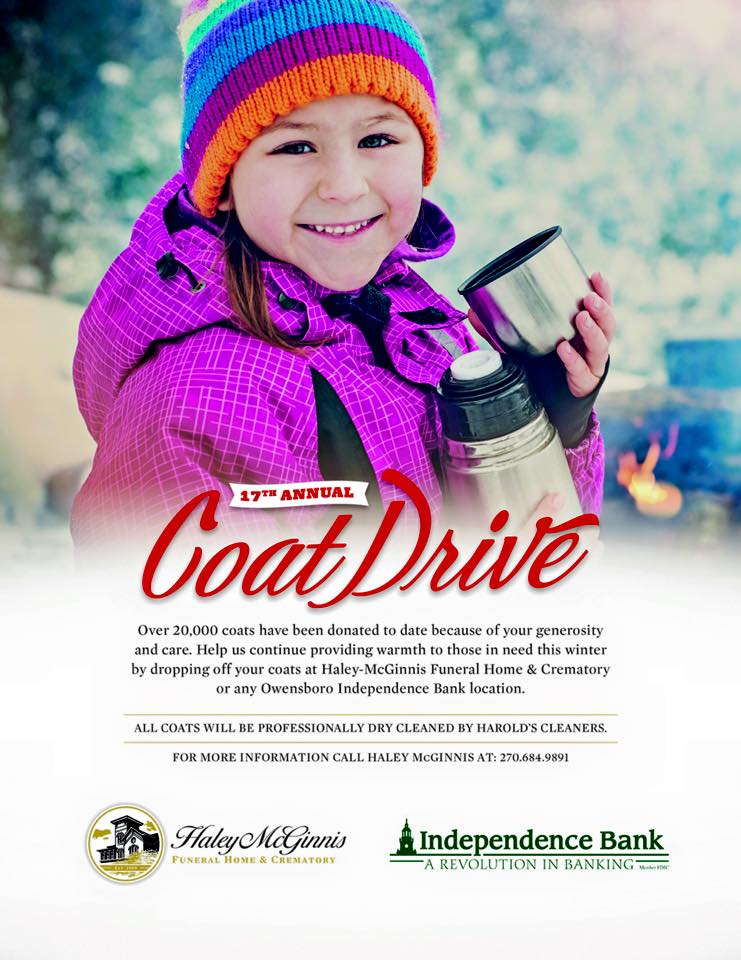 17TH ANNUAL
Coat Drive
Over 20,000 coats have been donated to date because of your generosity
and care. Help us continue providing warmth to those in need this winter
by dropping off your coats at Haley-McGinnis Funeral Home & Crematory
or any Owensboro Independence Bank location.
ALL COATS WILL BE PROFESSIONALLY DRY CLEANED BY HAROLD'S CLEANERS.
FOR MORE INFORMATION CALL HALEY McGINNIS AT: 270.684.9891
Haley McGinnis
FUNERAL HOME & CREMATORY
Independence Bank
A REVOLUTION IN BANKING Member FDIC